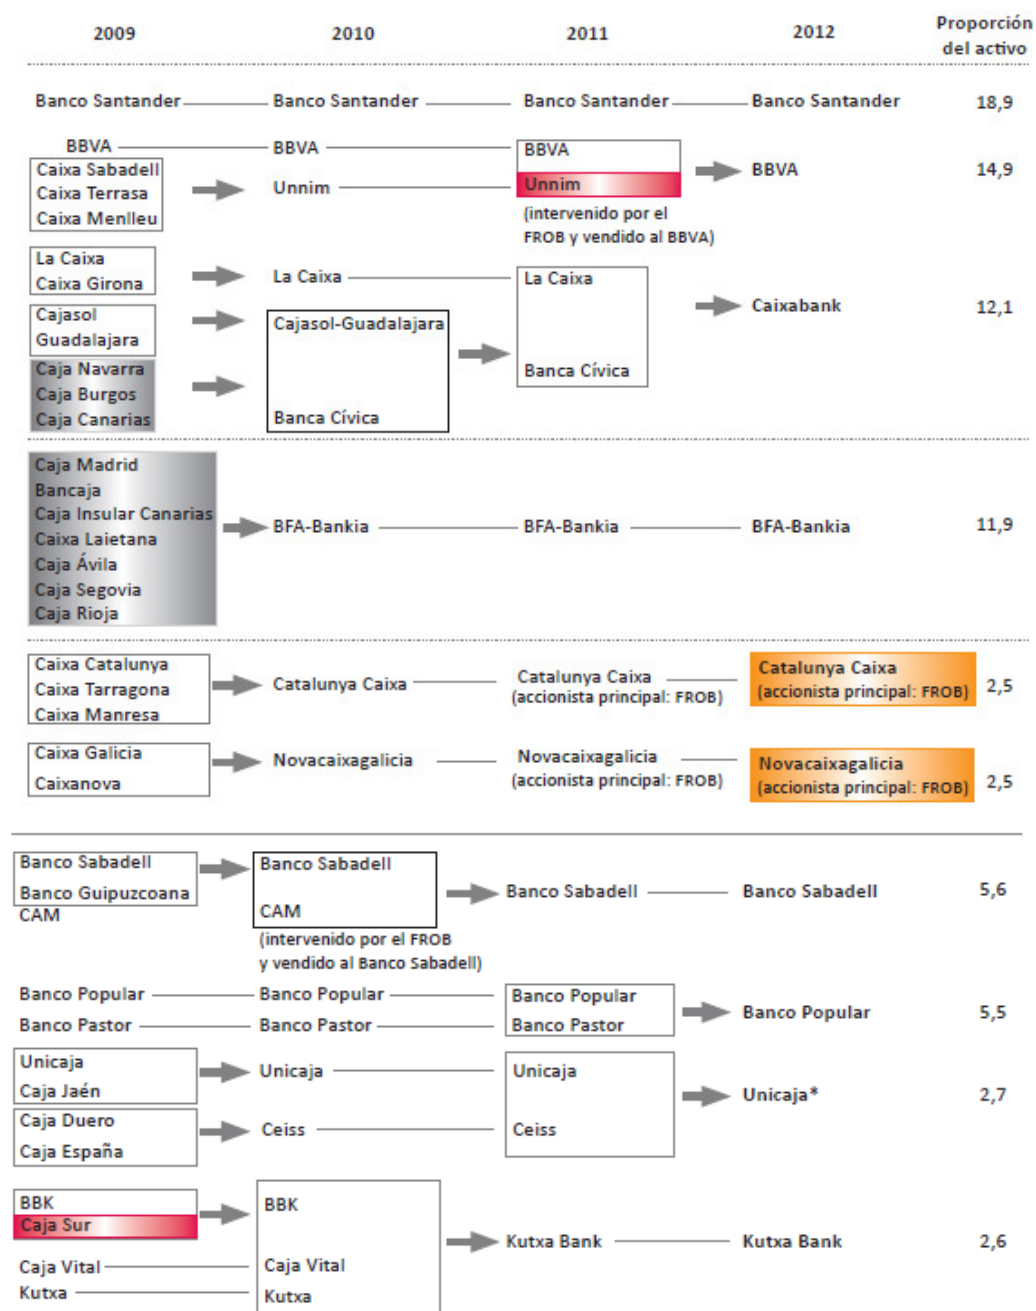 2009 2010 2011 2012 Proporción
del activo
Banco Santander Banco Santander Banco Santander Banco Santander 18,9
BBVA BBVA BBVA
Caixa Sabadell
Caixa Terrasa Unnim Unnim BBVA 14,9
Caixa Menlleu
(intervenido por el
FROB y vendido al BBVA)
La Caixa
Caixa Girona La Caixa La Caixa
Caixabank 12,1
Cajasol Cajasol-Guadalajara
Guadalajara
Caja Navarra Banca Cívica
Caja Burgos
Caja Canarias Banca Cívica
Caja Madrid
Bancaja
Caja Insular Canarias
Caixa Laietana BFA-Bankia BFA-Bankia BFA-Bankia 11,9
Caja Ávila
Caja Segovia
Caja Rioja
Caixa Catalunya
Caixa Tarragona Catalunya Caixa Catalunya Caixa Catalunya Caixa 2,5
Caixa Manresa (accionista principal: FROB) (accionista principal: FROB)
Caixa Galicia Novacaixagalicia Novacaixagalicia Novacaixagalicia
Caixanova (accionista principal: FROB) (accionista principal: FROB) 2,5
Banco Sabadell Banco Sabadell
Banco Guipuzcoana Banco Sabadell Banco Sabadell 5,6
CAM CAM
(intervenido por el FROB
y vendido al Banco Sabadell)
Banco Popular Banco Popular Banco Popular
Banco Popular 5,5
Banco Pastor Banco Pastor Banco Pastor
Unicaja Unicaja Unicaja
Caja Jaén
Unicaja* 2,7
Caja Duero Ceiss Ceiss
Caja España
BBK BBK
Caja Sur
Kutxa Bank Kutxa Bank 2,6
Caja Vital Caja Vital
Kutxa Kutxa